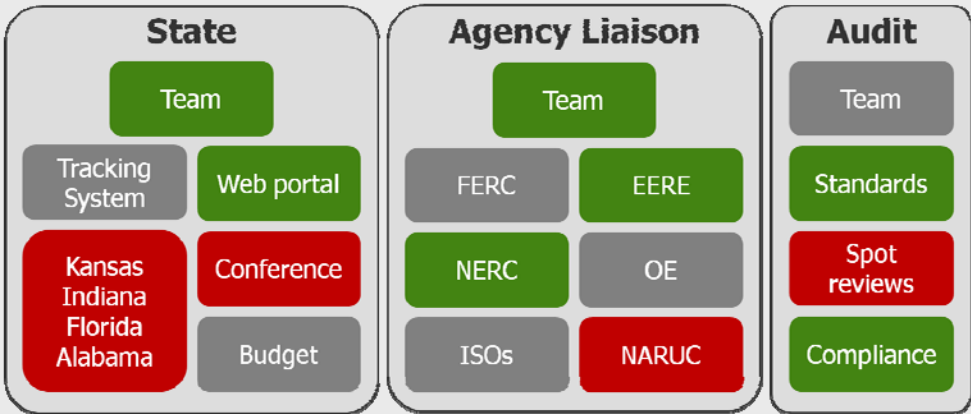 State
Team
Tracking
System
Web portal
Kansas
Indiana
Florida
Alabama
Conference
Budget
Agency Liaison
Team
FERC
EERE
NERC
OE
ISOs
NARUC
Audit
Team
Standards
Spot
reviews
Compliance